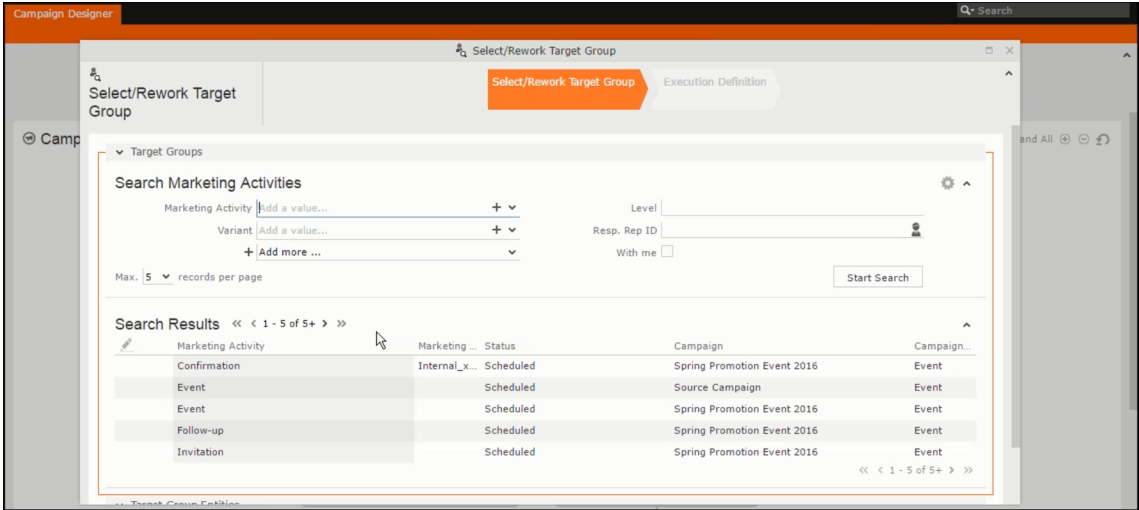 Campaign Designer
Search
Select/Rework Target Group
Select/Rework Target
Group
Select/Rework Target Group
Execution Definition
Camp
and All
Target Groups
Search Marketing Activities
Marketing Activity Add a value...
Level
Variant Add a value...
Resp. Rep ID
+ Add more ...
With me
Max. 5 records per page
Start Search
Search Results << < 1 - 5 of 5+ > >>
Marketing Activity Marketing ... Status Campaign Campaign...
Confirmation Internal_x... Scheduled Spring Promotion Event 2016 Event
Event Scheduled Source Campaign Event
Event Scheduled Spring Promotion Event 2016 Event
Follow-up Scheduled Spring Promotion Event 2016 Event
Invitation Scheduled Spring Promotion Event 2016 Event
<< < 1 - 5 of 5+ > >>
Target Group Entities